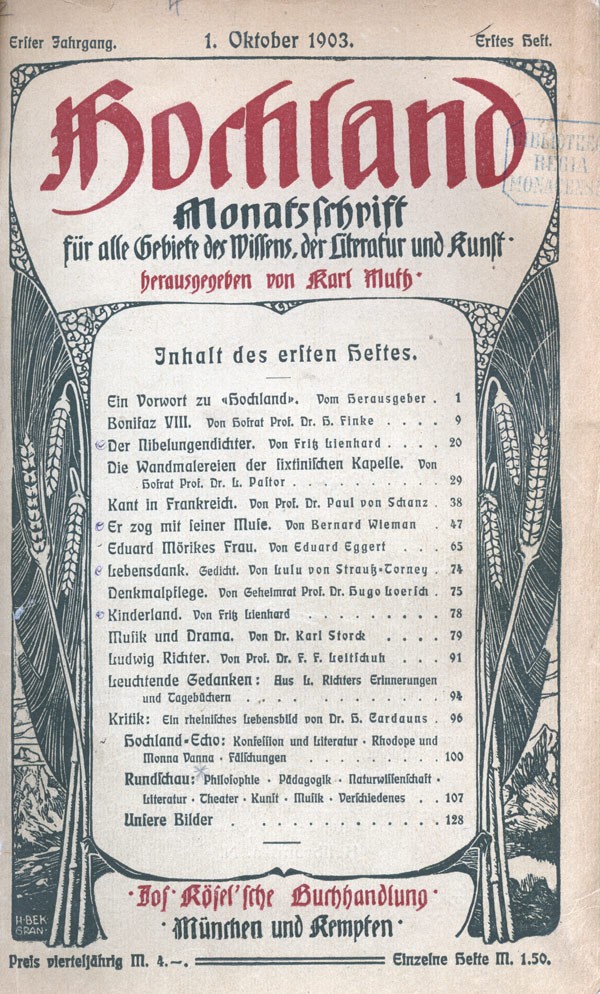 Erster Jahrgang. 1. Oktober 1903. Erstes Heft.
Hochland
Monatsschrift
für alle Gebiete des Wissens, der Literatur und Kunst·
herausgegeben von Karl Muth·
BIBLIOTHECA
REGIA
MONACENSIS
Inhalt des ersten Heftes.
Ein Vorwort zu «Hochland». Vom Herausgeber . 1
Bonifaz VIII. Von Hofrat Prof. Dr. H. Finke . . . . 9
Der Nibelungendichter. Von Fritz Lienhard . . . . 20
Die Wandmalereien der sixtinischen Kapelle. Von
Hofrat Prof. Dr. L. Pastor . . . . . . . . . . . 29
Kant in Frankreich. Von Prof. Dr. Paul von Schanz . 38
Er zog mit seiner Muse. Von Bernard Wieman . 47
Eduard Mörikes Frau. Von Eduard Eggert . . . 65
Lebensdank. Gedicht. Von Lulu von Strauß-Torney . 74
Denkmalpflege. Von Geheimrat Prof. Dr. Hugo Loersch . 75
Kinderland. Von Fritz Lienhard . . . . . . . . 78
Musik und Drama. Von Dr. Karl Storck . . . . 79
Ludwig Richter. Von Prof. Dr. F. F. Leitschuh . . . . 91
Leuchtende Gedanken: Aus L. Richters Erinnerungen
und Tagebüchern . . . . . . . . . . . 94
Kritik: Ein rheinisches Lebensbild von Dr. H. Cardauns . 96
Hochland-Echo: Konfession und Literatur · Rhodope und
Monna Vanna · Fälschungen . . . . . . . . . 100
Rundschau: Philosophie · Pädagogik · Naturwissenschaft ·
Literatur · Theater · Kunst · Musik · Verschiedenes . . 107
Unsere Bilder . . . . . . . . . . . . . . 128
·Jos· Kösel'sche Buchhandlung·
·München und Kempten·
H·BEK
GRAN·
Preis vierteljährig M. 4.—. Einzelne Hefte M. 1.50.